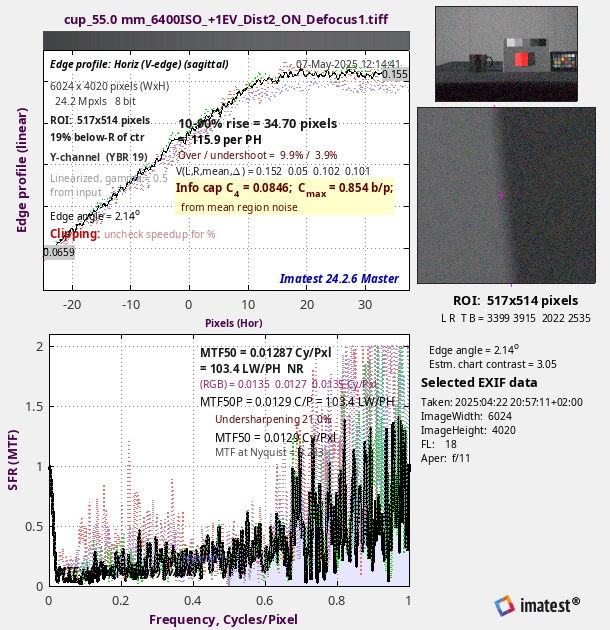 cup_55.0 mm_6400ISO_+1EV_Dist2_ON_Defocus1.tiff
Edge profile: Horiz (V-edge) (sagittal)
07-May-2025 12:14:41
0.155
6024 x 4020 pixels (WxH)
24.2 Mpxls 8 bit
ROI: 517x514 pixels
19% below-R of ctr
Y-channel (YBR 19)
Linearized, gamma = 0.5
from input
Edge angle = 2.14°
Clipping: uncheck speedup for %
0.0659
10-90% rise = 34.70 pixels
= 115.9 per PH
Over / undershoot = 9.9% / 3.9%
V(L,R,mean,Δ) = 0.152 0.05 0.102 0.101
Info cap C4 = 0.0846; Cmax = 0.854 b/p;
from mean region noise
Imatest 24.2.6 Master
Edge profile (linear)
-20 -10 0 10 20 30
Pixels (Hor)
ROI: 517x514 pixels
L R T B = 3399 3915 2022 2535
Edge angle = 2.14°
Estm. chart contrast = 3.05
Selected EXIF data
Taken: 2025:04:22 20:57:11+02:00
ImageWidth: 6024
ImageHeight: 4020
FL: 18
Aper: f/11
MTF50 = 0.01287 Cy/Pxl
= 103.4 LW/PH NR
(RGB) = 0.0135 0.0127 0.0135 Cy/Pxl
MTF50P = 0.0129 C/P = 103.4 LW/PH
Undersharpening 21.0%
MTF50 = 0.0129 Cy/Pxl
MTF at Nyquist =
SFR (MTF)
2
1.5
1
0.5
0
0 0.2 0.4 0.6 0.8 1
Frequency, Cycles/Pixel
imatest®